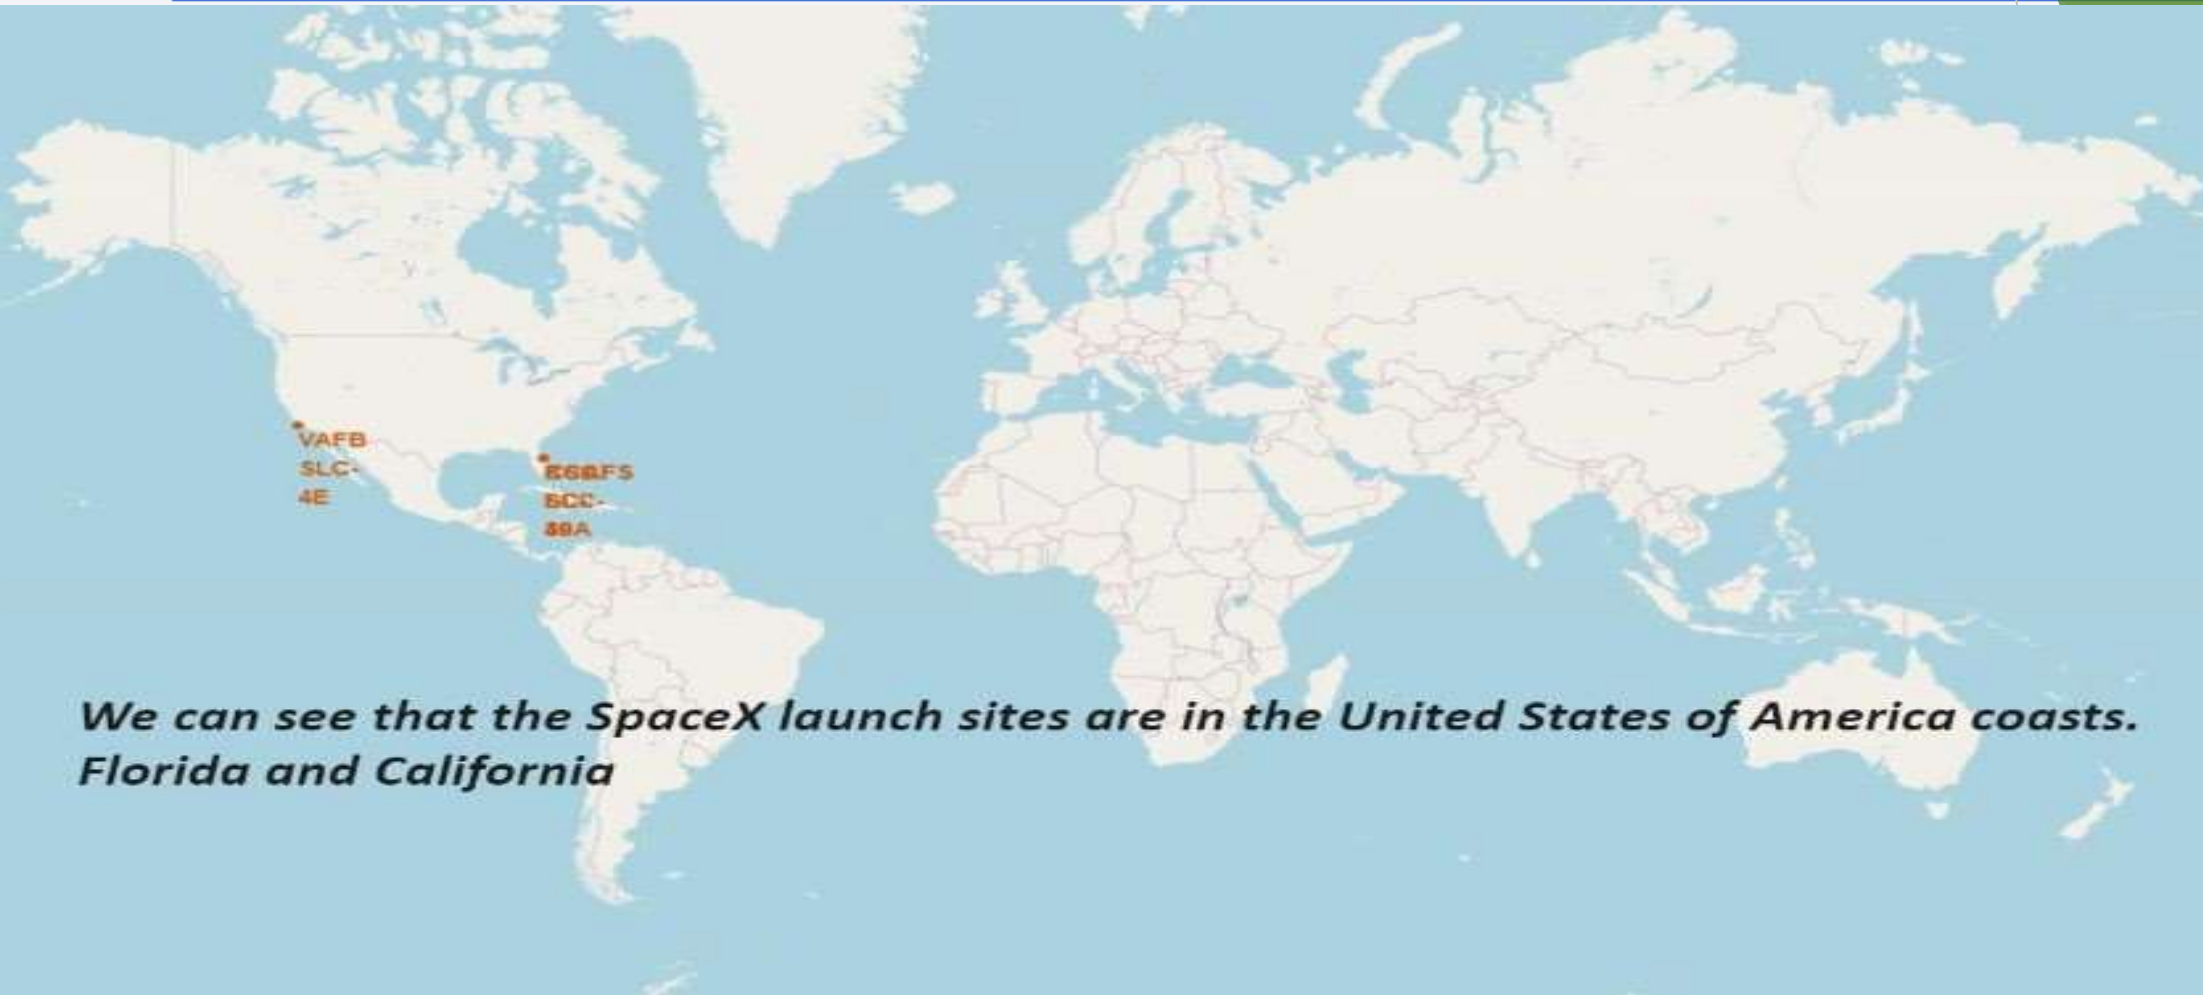 VAFB
SLC-
4E
We can see that the SpaceX launch sites are in the United States of America coasts.
Florida and California